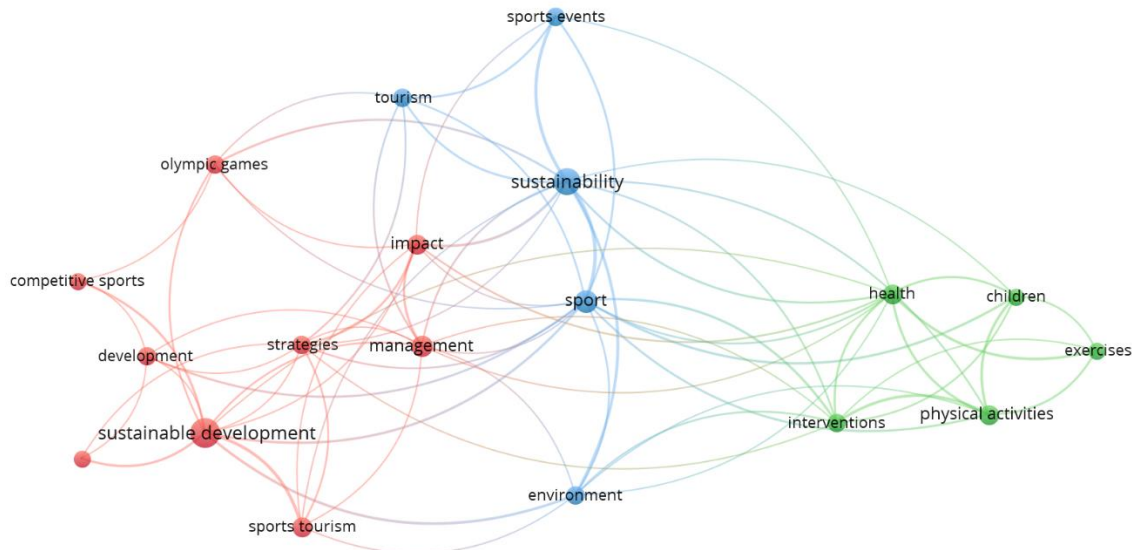 sports events
tourism
olympic games
sustainability
impact
competitive sports
sport
health
children
development
strategies
management
exercises
sustainable development
interventions
physical activities
environment
sports tourism